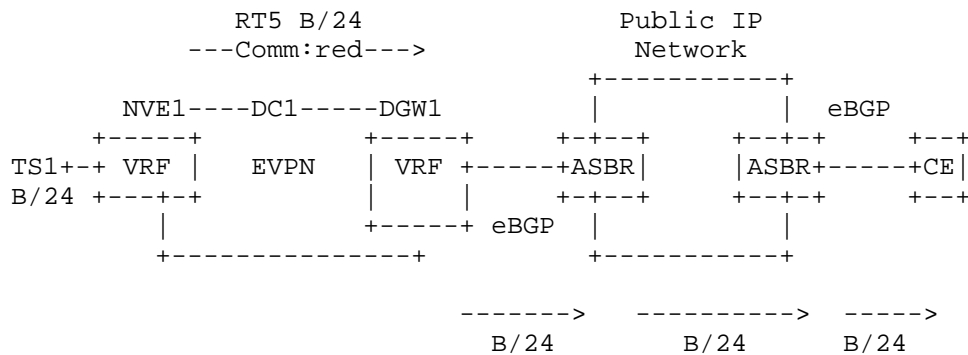 RT5 B/24 Public IP
---Comm:red---> Network
+-----------+
NVE1----DC1-----DGW1 | | eBGP
+-----+ +-----+ +-+--+ +--+-+ +--+
TS1+-+ VRF | EVPN | VRF +------+ASBR| |ASBR+------+CE|
B/24 +---+-+ | | +-+--+ +--+-+ +--+
| +-----+ eBGP | |
+----------------+ +-----------+
-------> ----------> ----->
B/24 B/24 B/24